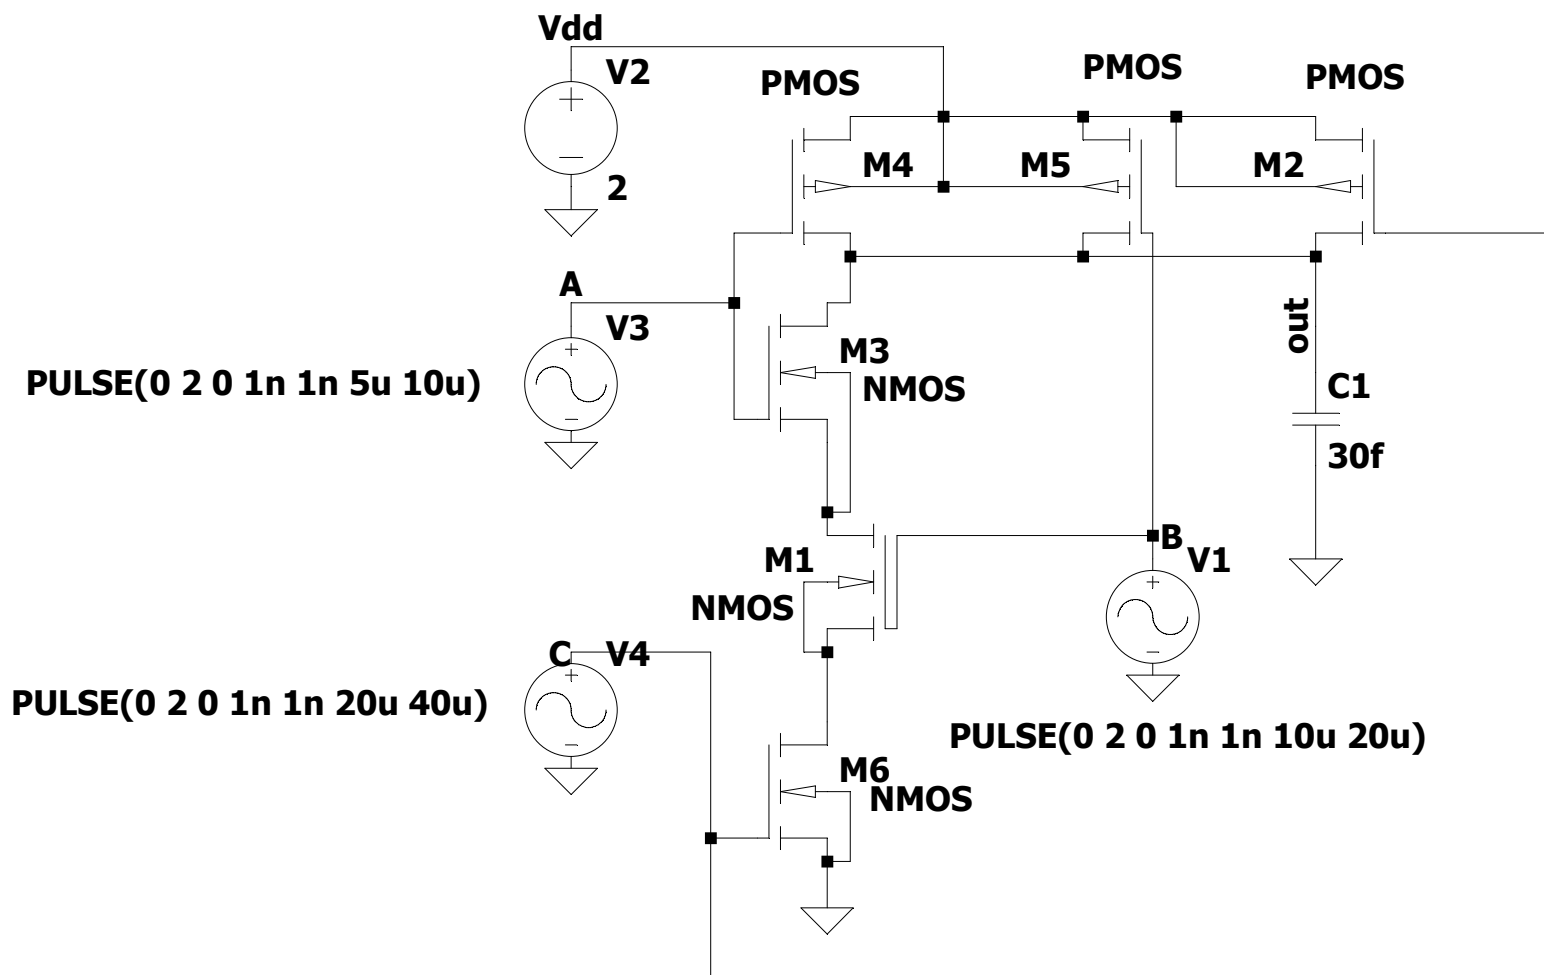 Vdd
V2
PMOS
PMOS
PMOS
M4
M5
M2
2
A
V3
out
M3
NMOS
PULSE(0 2 0 1n 1n 5u 10u)
C1
30f
B
V1
M1
NMOS
C
V4
PULSE(0 2 0 1n 1n 20u 40u)
PULSE(0 2 0 1n 1n 10u 20u)
M6
NMOS